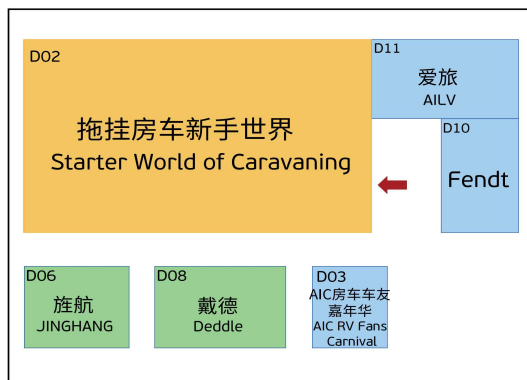 D02
拖挂房车新手世界
Starter World of Caravaning
D11
爱旅
AILV
D10
Fendt
D06
旌航
JINGHANG
D08
戴德
Deddle
D03
AIC房车车友
嘉年华
AIC RV Fans
Carnival